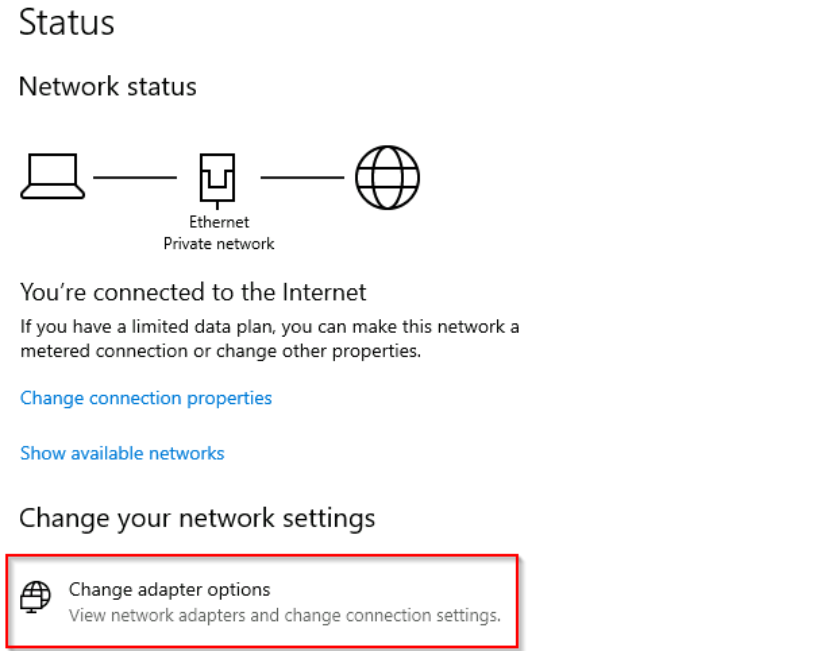 Status
Network status
Ethernet
Private network
You're connected to the Internet
If you have a limited data plan, you can make this network a
metered connection or change other properties.
Change connection properties
Show available networks
Change your network settings
Change adapter options
View network adapters and change connection settings.